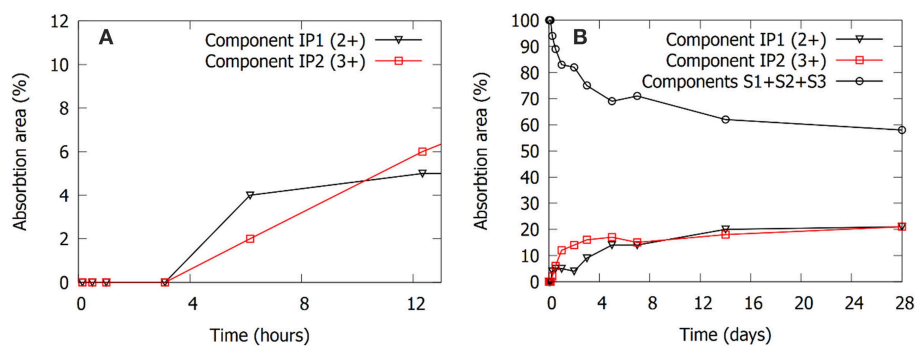 A
Component IP1 (2+)
Component IP2 (3+)
12
10
8
6
4
2
0
0
4
8
12
Absorbtion area (%)
Time (hours)
B
Component IP1 (2+)
Component IP2 (3+)
Components S1+S2+S3
100
90
80
70
60
50
40
30
20
10
0
0
4
8
12
16
20
24
28
Absorbtion area (%)
Time (days)